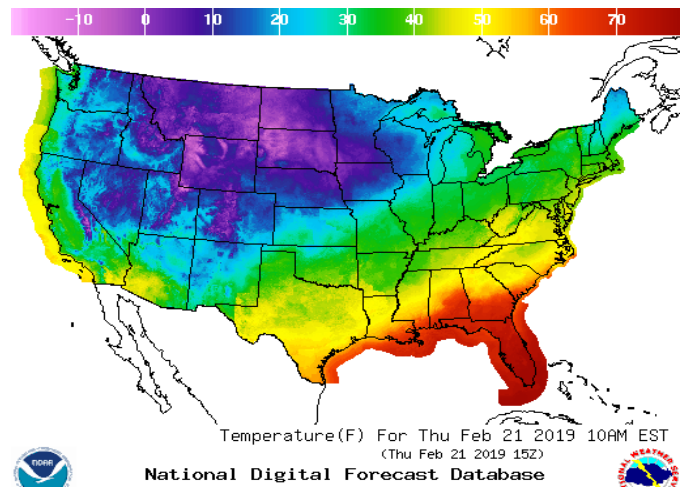 -10 0 10 20 30 40 50 60 70
Temperature(F) For Thu Feb 21 2019 10AM EST
(Thu Feb 21 2019 15Z)
noaa
National Digital Forecast Database